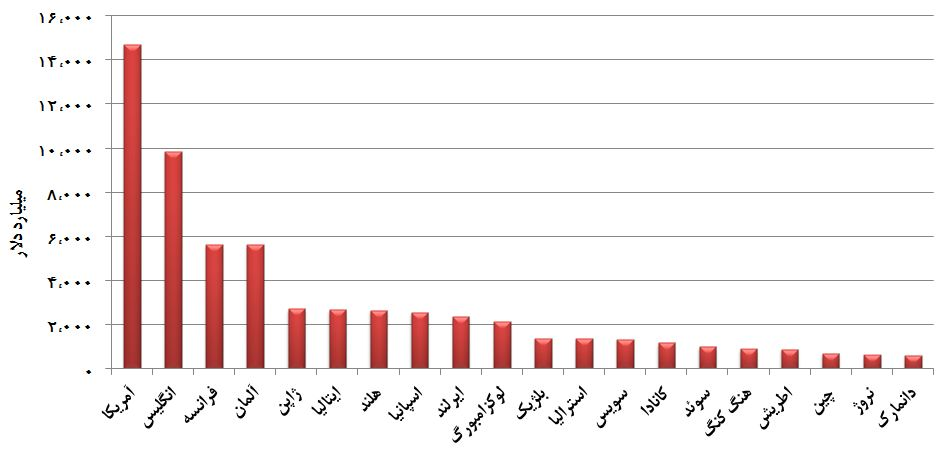 ۱۶،۰۰۰
۱۴،۰۰۰
۱۲،۰۰۰
۱۰،۰۰۰
۸،۰۰۰
۶،۰۰۰
۴،۰۰۰
۲،۰۰۰
۰
میلیارد دلار
آمریکا
انگلیس
فرانسه
آلمان
ژاپن
ایتالیا
هلند
اسپانیا
ایرلند
لوکزامبورگ
بلژیک
استرالیا
سویس
کانادا
سوئد
هنگ کنگ
اطریش
چین
نروژ
دانمارک